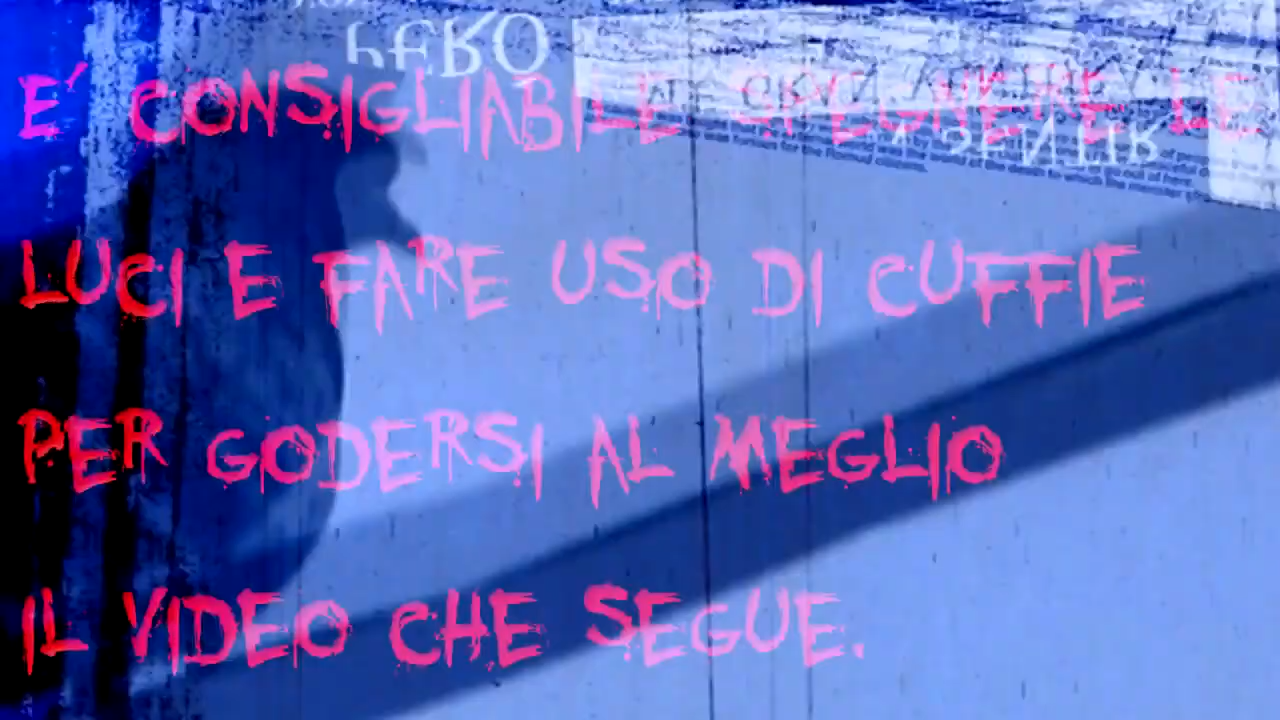 E' CONSIGLIABILE SPEGNERE LE
LUCI E FARE USO DI CUFFIE
PER GODERSI AL MEGLIO
IL VIDEO CHE SEGUE.